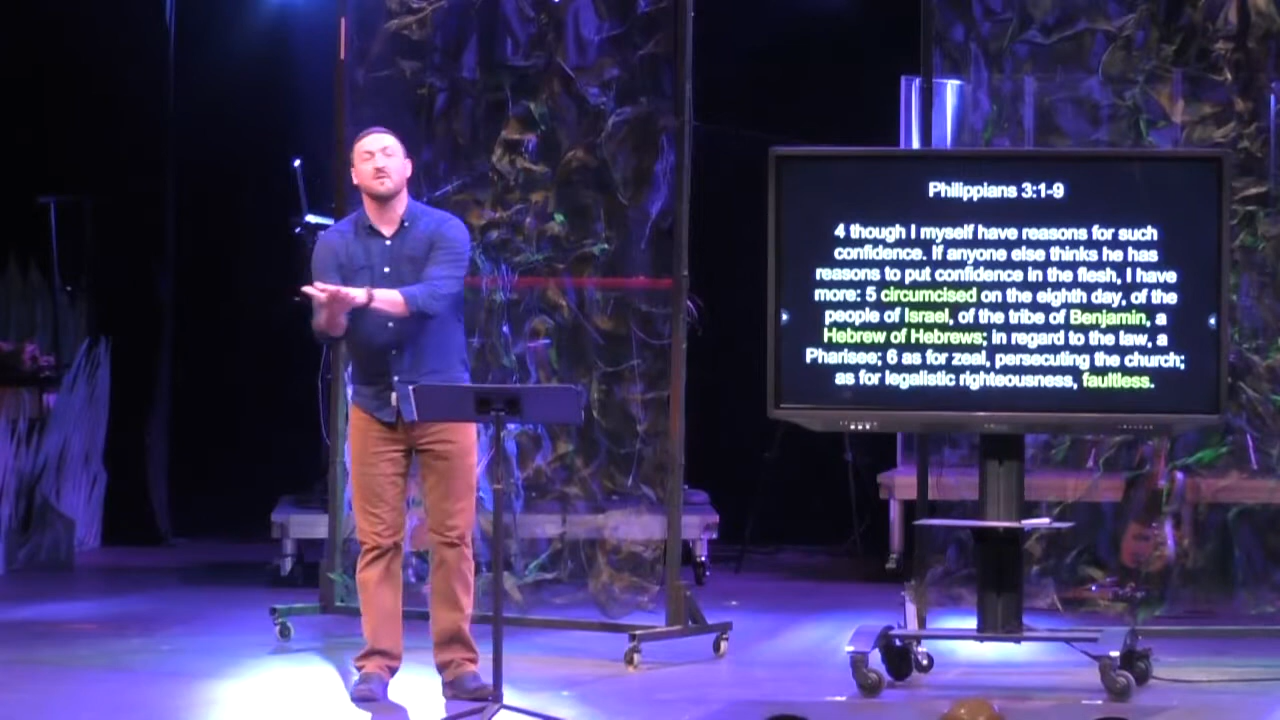 Philippians 3:1-9
4 though I myself have reasons for such
confidence. If anyone else thinks he has
reasons to put confidence in the flesh, I have
more: 5 circumcised on the eighth day, of the
people of Israel, of the tribe of Benjamin, a
Hebrew of Hebrews; in regard to the law, a
Pharisee; 6 as for zeal, persecuting the church;
as for legalistic righteousness, faultless.